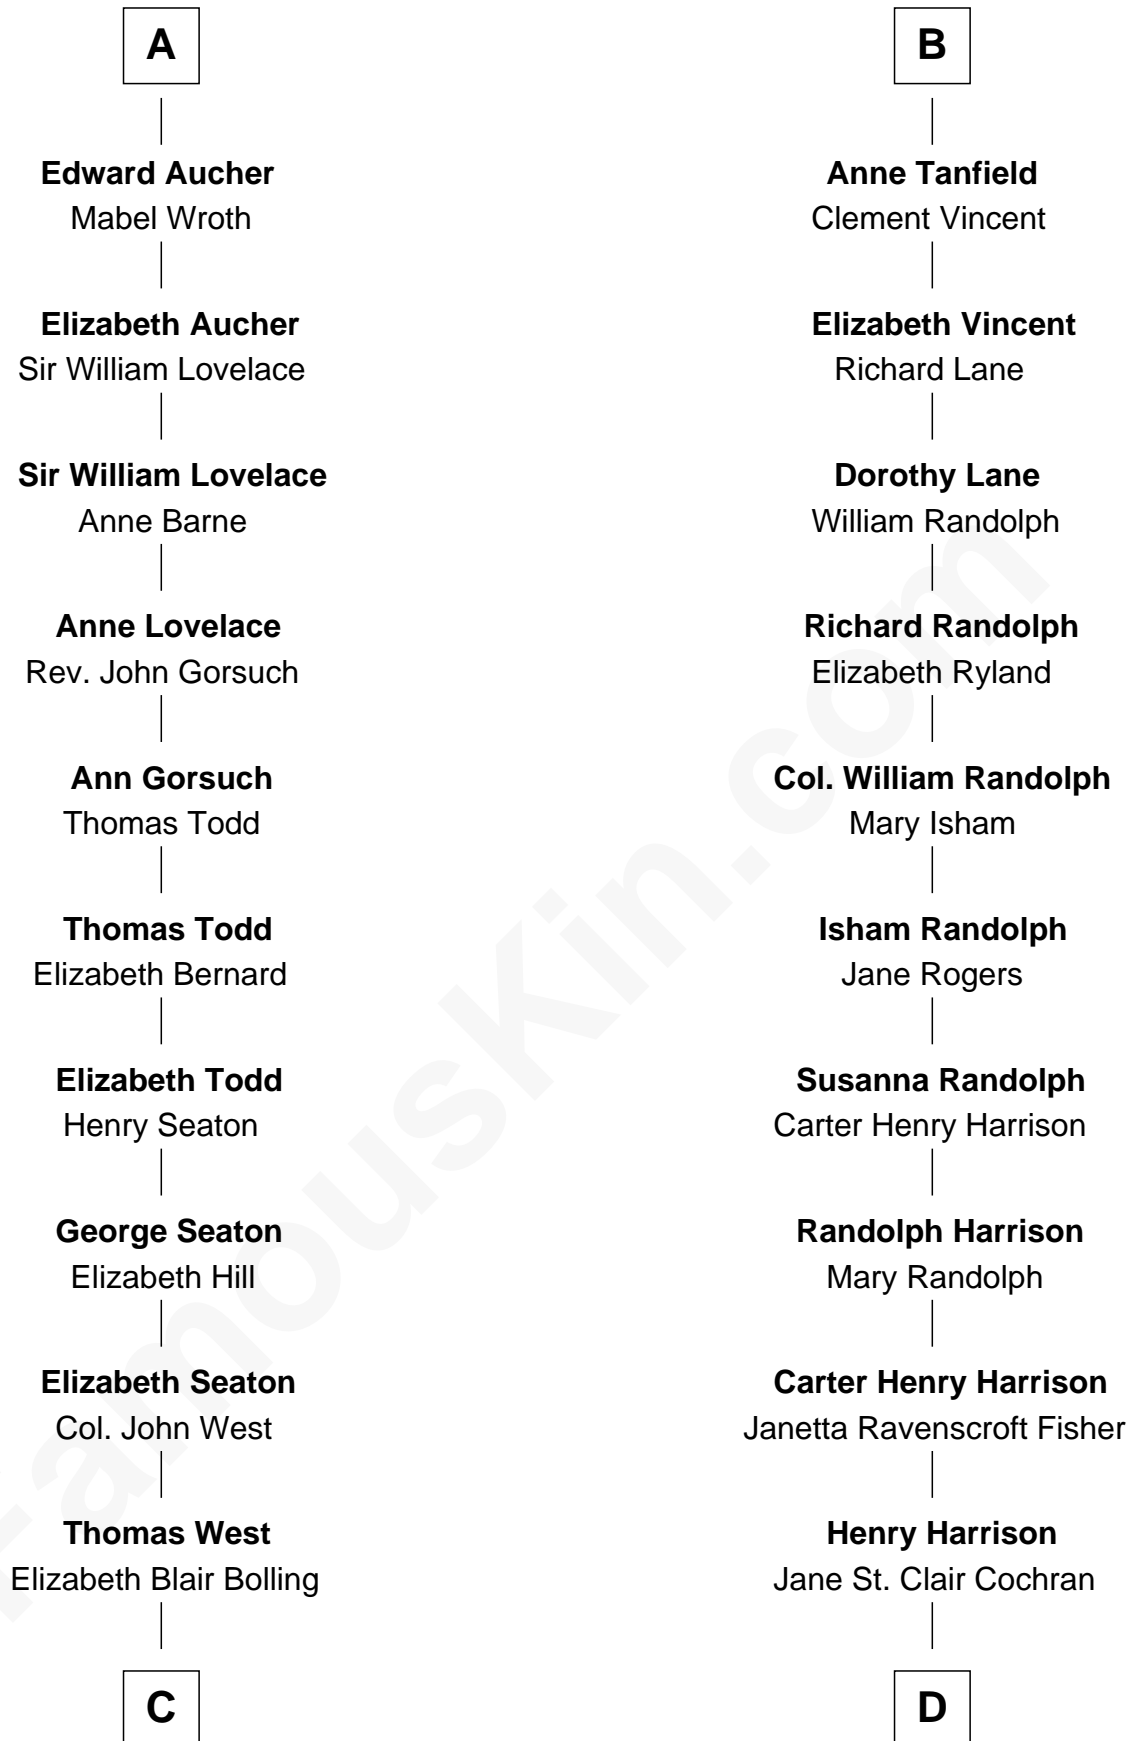 A
Edward Aucher
Mabel Wroth
Elizabeth Aucher
Sir William Lovelace
Sir William Lovelace
Anne Barne
Anne Lovelace
Rev. John Gorsuch
Ann Gorsuch
Thomas Todd
Thomas Todd
Elizabeth Bernard
Elizabeth Todd
Henry Seaton
George Seaton
Elizabeth Hill
Elizabeth Seaton
Col. John West
Thomas West
Elizabeth Blair Bolling
C
B
Anne Tanfield
Clement Vincent
Elizabeth Vincent
Richard Lane
Dorothy Lane
William Randolph
Richard Randolph
Elizabeth Ryland
Col. William Randolph
Mary Isham
Isham Randolph
Jane Rogers
Susanna Randolph
Carter Henry Harrison
Randolph Harrison
Mary Randolph
Carter Henry Harrison
Janetta Ravenscroft Fisher
Henry Harrison
Jane St. Clair Cochran
D
FamousKin.com